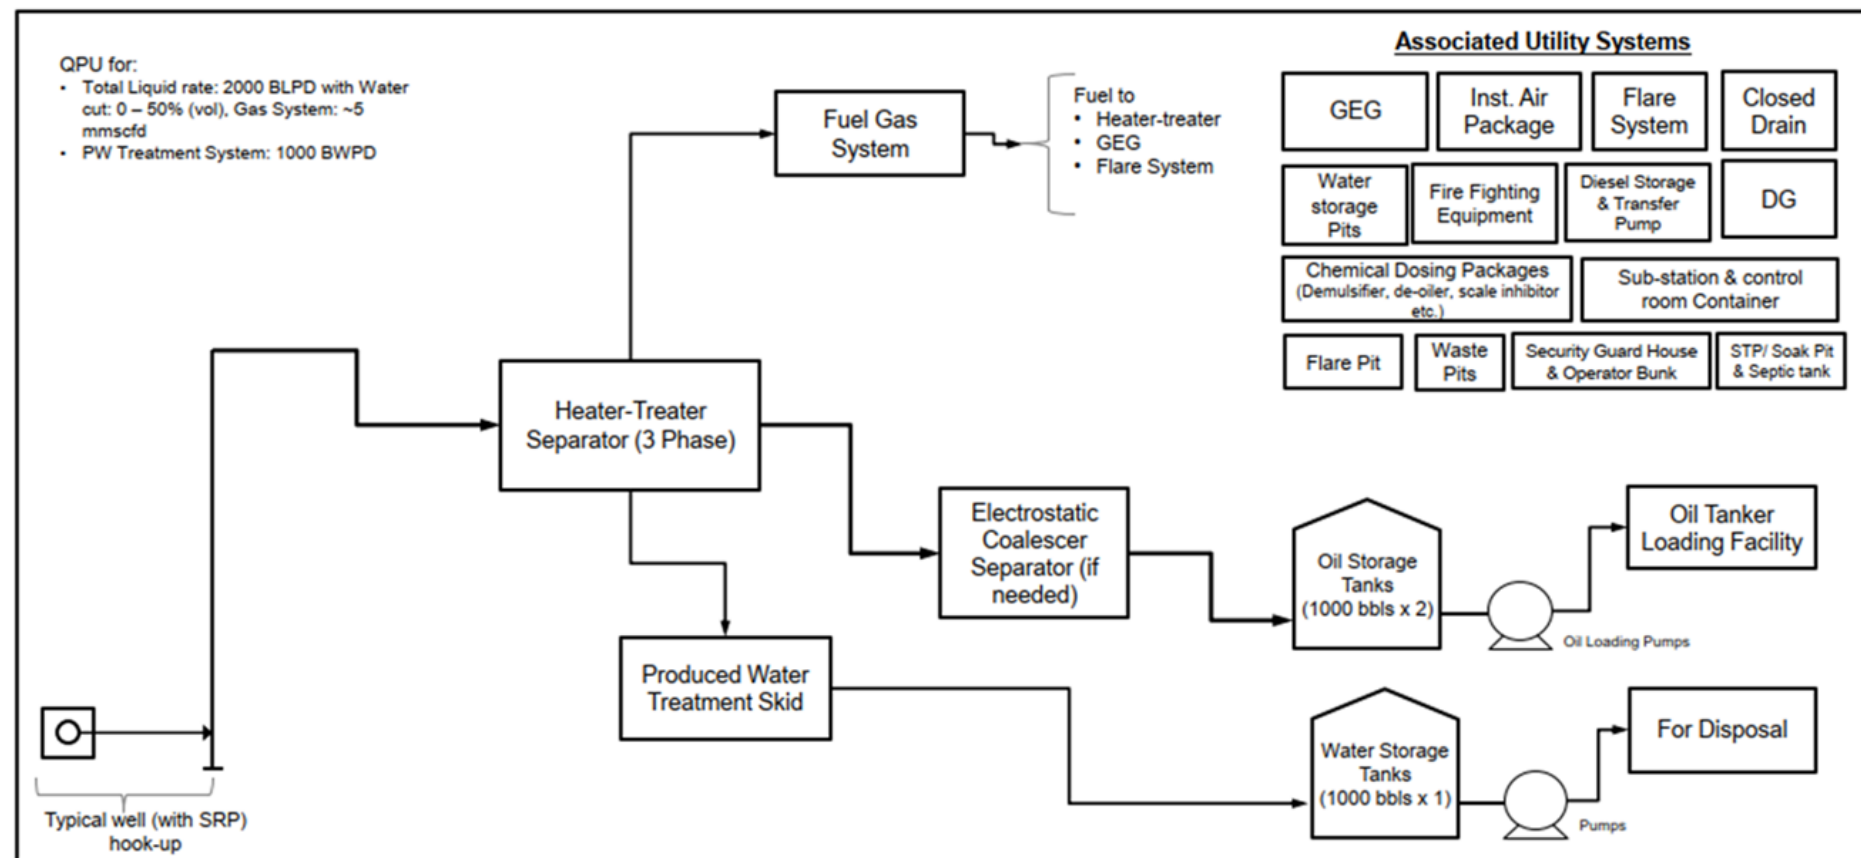 Associated Utility Systems
QPU for:
• Total Liquid rate: 2000 BLPD with Water
cut: 0 – 50% (vol), Gas System: ~5
mmscfd
• PW Treatment System: 1000 BWPD
Fuel Gas
System
Fuel to
• Heater-treater
• GEG
• Flare System
GEG
Inst. Air
Package
Flare
System
Closed
Drain
Water
storage
Pits
Fire Fighting
Equipment
Diesel Storage
& Transfer
Pump
DG
Chemical Dosing Packages
(Demulsifier, de-oiler, scale inhibitor
etc.)
Sub-station & control
room Container
Flare Pit
Waste
Pits
Security Guard House
& Operator Bunk
STP/ Soak Pit
& Septic tank
Heater-Treater
Separator (3 Phase)
Electrostatic
Coalescer
Separator (if
needed)
Oil Storage
Tanks
(1000 bbls x 2)
Oil Loading Pumps
Oil Tanker
Loading Facility
Produced Water
Treatment Skid
Water Storage
Tanks
(1000 bbls x 1)
Pumps
For Disposal
Typical well (with SRP)
hook-up